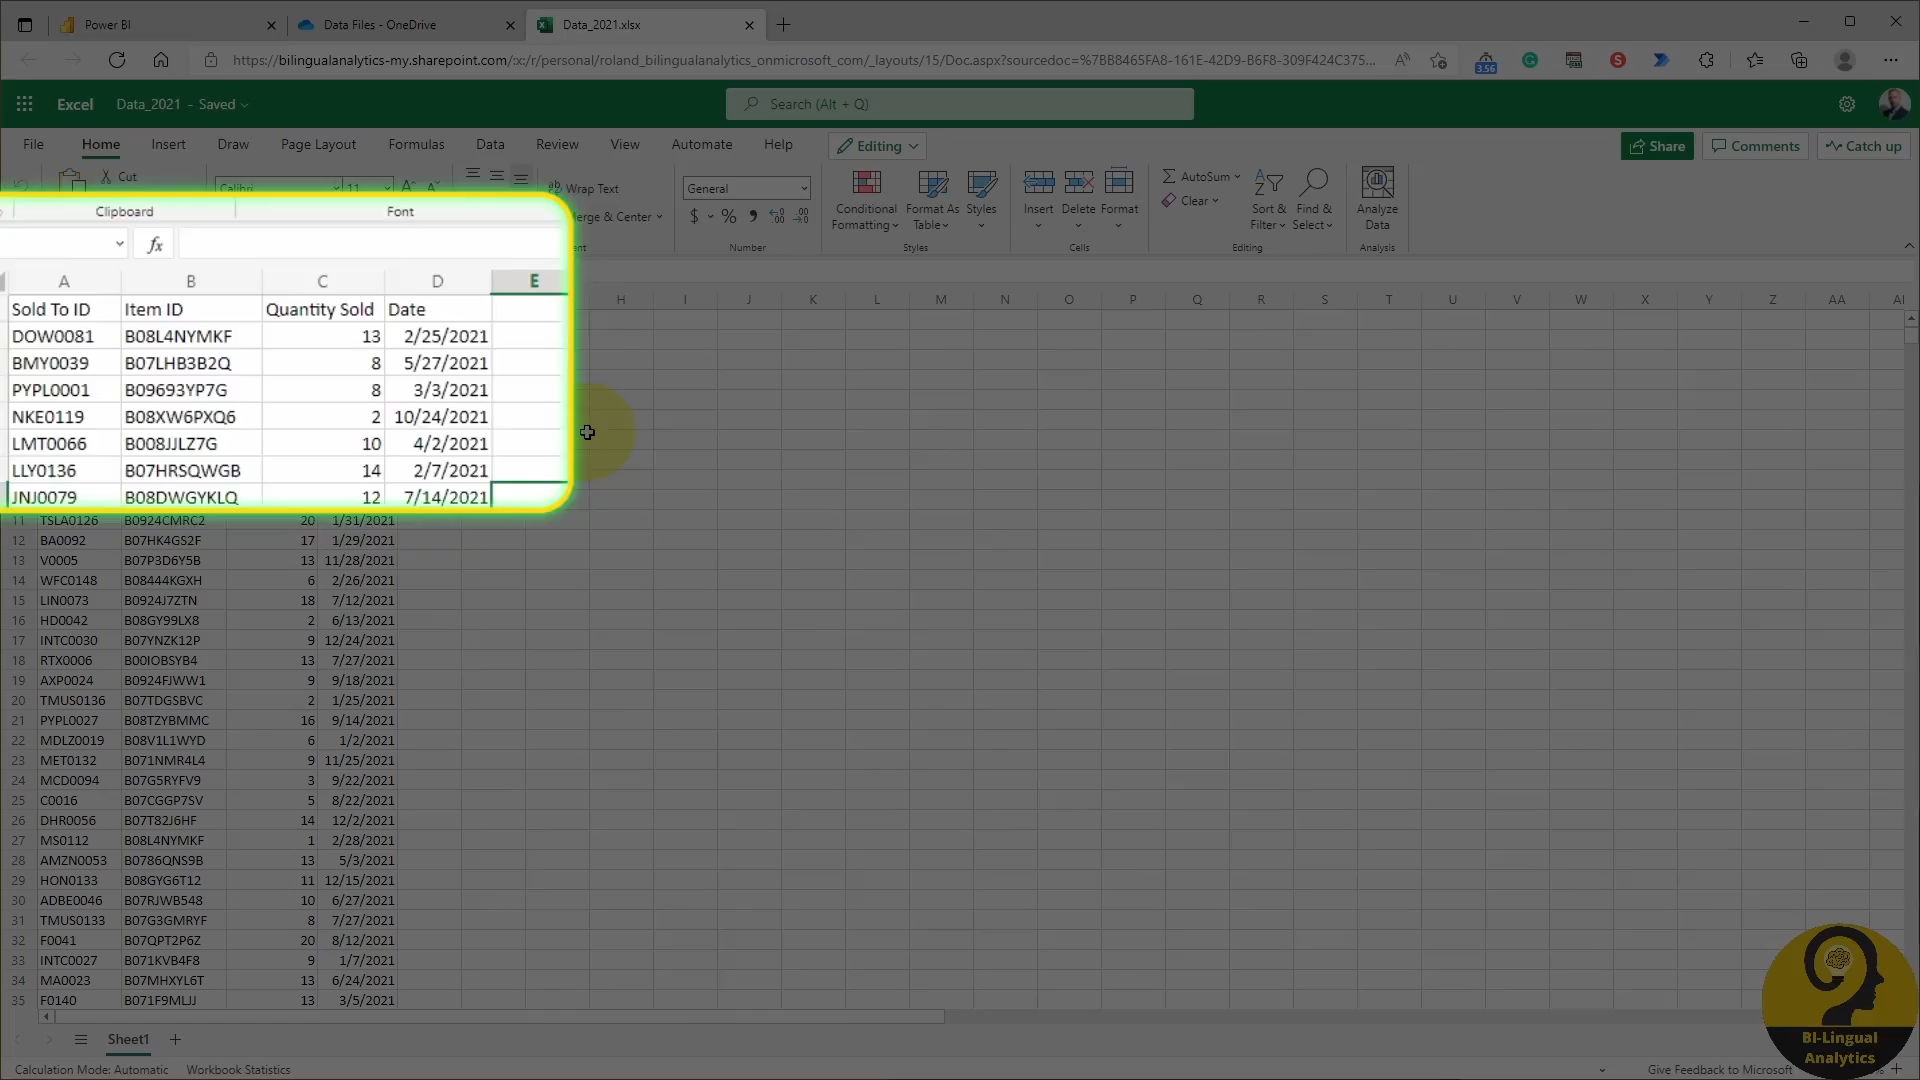 Power BI
Data Files - OneDrive
Data_2021.xlsx
https://bilingualanalytics-my.sharepoint.com/:x:/r/personal/roland_bilingualanalytics_onmicrosoft_com/_layouts/15/Doc.aspx?sourcedoc=%7BB8465FA8-161E-42D9-B6F8-309F424C375...
3.56
Excel Data_2021 - Saved
Search (Alt + Q)
File Home Insert Draw Page Layout Formulas Data Review View Automate Help Editing
Share Comments Catch up
Cut
Calibri 11 A A
ab Wrap Text
Merge & Center
General
$ % 9 .00
Conditional Formatting
Format As Table
Styles
Insert Delete Format
AutoSum
Clear
Sort & Filter
Find & Select
Analyze Data
Clipboard Font Number Styles Cells Editing Analysis
fx
A B C D E H I J K L M N O P Q R S T U V W X Y Z AA
Sold To ID Item ID Quantity Sold Date
DOW0081 B08L4NYMKF 13 2/25/2021
BMY0039 B07LHB3B2Q 8 5/27/2021
PYPL0001 B09693YP7G 8 3/3/2021
NKE0119 B08XW6PXQ6 2 10/24/2021
LMT0066 B008JJLZ7G 10 4/2/2021
LLY0136 B07HRSQWGB 14 2/7/2021
JNJ0079 B08DWGYKLQ 12 7/14/2021
11 TSLA0126 B0924CMRC2 20 1/31/2021
12 BA0092 B07HK4GS2F 17 1/29/2021
13 V0005 B07P3D6Y5B 13 11/28/2021
14 WFC0148 B08444KGXH 6 2/26/2021
15 LIN0073 B0924J7ZTN 18 7/12/2021
16 HD0042 B08GY99LX8 2 6/13/2021
17 INTC0030 B07YNZK12P 9 12/24/2021
18 RTX0006 B00IOBSYB4 13 7/27/2021
19 AXP0024 B0924FJWW1 9 9/18/2021
20 TMUS0136 B07TDGSBVC 2 1/25/2021
21 PYPL0027 B08TZYBMMC 16 9/14/2021
22 MDLZ0019 B08V1L1WYD 6 1/2/2021
23 MET0132 B071NMR4L4 9 11/25/2021
24 MCD0094 B07G5RYFV9 3 9/22/2021
25 C0016 B07CGGP7SV 5 8/22/2021
26 DHR0056 B07T82J6HF 14 12/2/2021
27 MS0112 B08L4NYMKF 1 2/28/2021
28 AMZN0053 B0786QNS9B 13 5/3/2021
29 HON0133 B08GYG6T12 11 12/15/2021
30 ADBE0046 B07RJWB548 10 6/27/2021
31 TMUS0133 B07G3GMRYF 8 7/27/2021
32 F0041 B07QPT2P6Z 20 8/12/2021
33 INTC0027 B071KVB4F8 9 1/7/2021
34 MA0023 B07MHXYL6T 13 6/24/2021
35 F0140 B071F9MLJJ 13 3/5/2021
Sheet1
BI-Lingual
Analytics
Calculation Mode: Automatic Workbook Statistics
Give Feedback to Microsoft